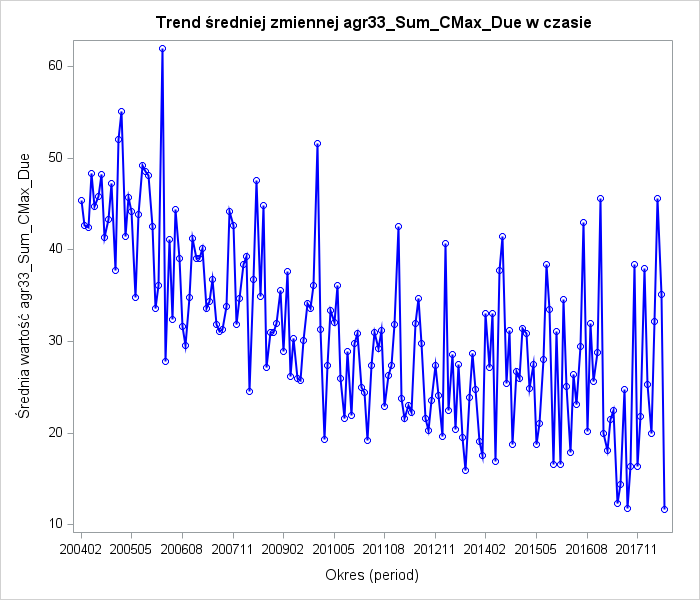 Trend średniej zmiennej agr33_Sum_CMax_Due w czasie
Średnia wartość agr33_Sum_CMax_Due
60
50
40
30
20
10
200402 200505 200608 200711 200902 201005 201108 201211 201402 201505 201608 201711
Okres (period)